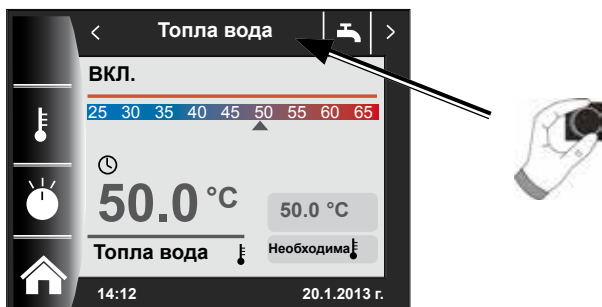 Топла вода
ВКЛ.
25 30 35 40 45 50 55 60 65
50.0 °C
50.0 °C
Топла вода
Необходима
14:12
20.1.2013 г.